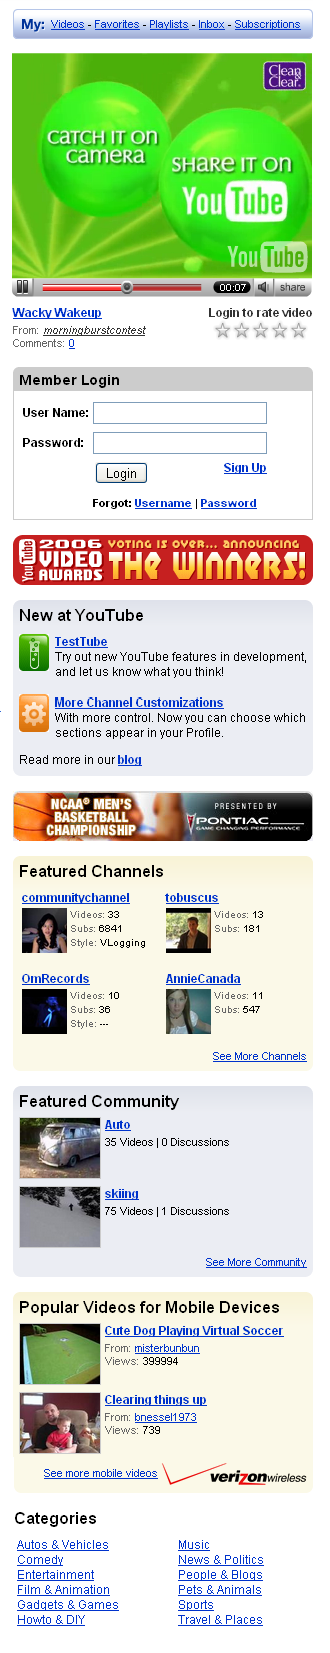 My: Videos - Favorites - Playlists - Inbox - Subscriptions
Clean & Clear.
CATCH IT ON
CAMERA
SHARE IT ON
YouTube
YouTube
00:07 share
Wacky Wakeup
Login to rate video
From: morningburstcontest
Comments: 0
Member Login
User Name:
Password:
Login
Sign Up
Forgot: Username | Password
YouTube 2006 VIDEO AWARDS
VOTING IS OVER... ANNOUNCING
THE WINNERS!
New at YouTube
TestTube
Try out new YouTube features in development,
and let us know what you think!
More Channel Customizations
With more control. Now you can choose which
sections appear in your Profile.
Read more in our blog
NCAA® MEN'S
BASKETBALL
CHAMPIONSHIP
PRESENTED BY
PONTIAC
GAME CHANGING PERFORMANCE
Featured Channels
communitychannel
Videos: 33
Subs: 6841
Style: VLogging
tobuscus
Videos: 13
Subs: 181
OmRecords
Videos: 10
Subs: 36
Style: ---
AnnieCanada
Videos: 11
Subs: 547
See More Channels
Featured Community
Auto
35 Videos | 0 Discussions
skiing
75 Videos | 1 Discussions
See More Community
Popular Videos for Mobile Devices
Cute Dog Playing Virtual Soccer
From: misterbunbun
Views: 399994
Clearing things up
From: bnessel1973
Views: 739
See more mobile videos
verizon wireless
Categories
Autos & Vehicles
Comedy
Entertainment
Film & Animation
Gadgets & Games
Howto & DIY
Music
News & Politics
People & Blogs
Pets & Animals
Sports
Travel & Places